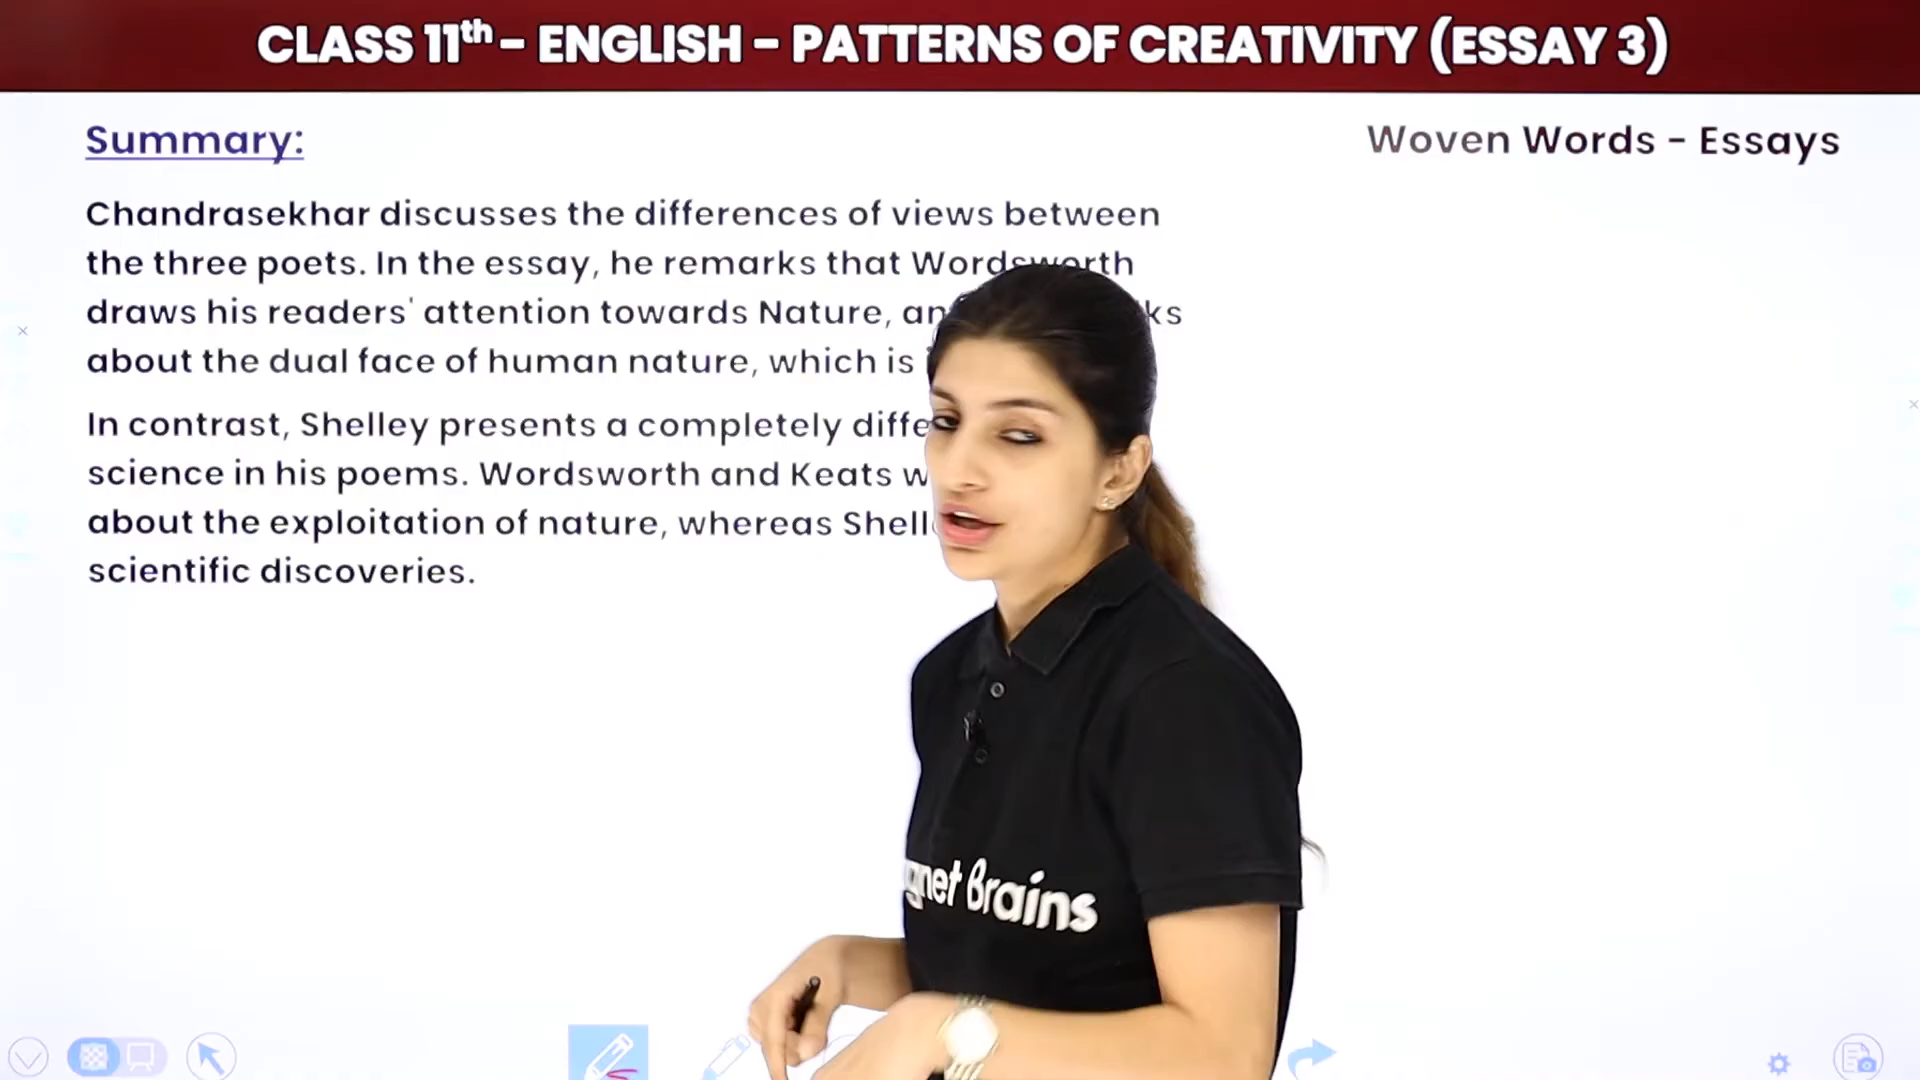 CLASS 11th - ENGLISH - PATTERNS OF CREATIVITY (ESSAY 3)
Summary:
Woven Words - Essays
Chandrasekhar discusses the differences of views between
the three poets. In the essay, he remarks that Wordsworth
draws his readers' attention towards Nature,
about the dual face of human nature, which is
In contrast, Shelley presents a completely
science in his poems. Wordsworth and Keats
about the exploitation of nature, whereas
scientific discoveries.
Brains